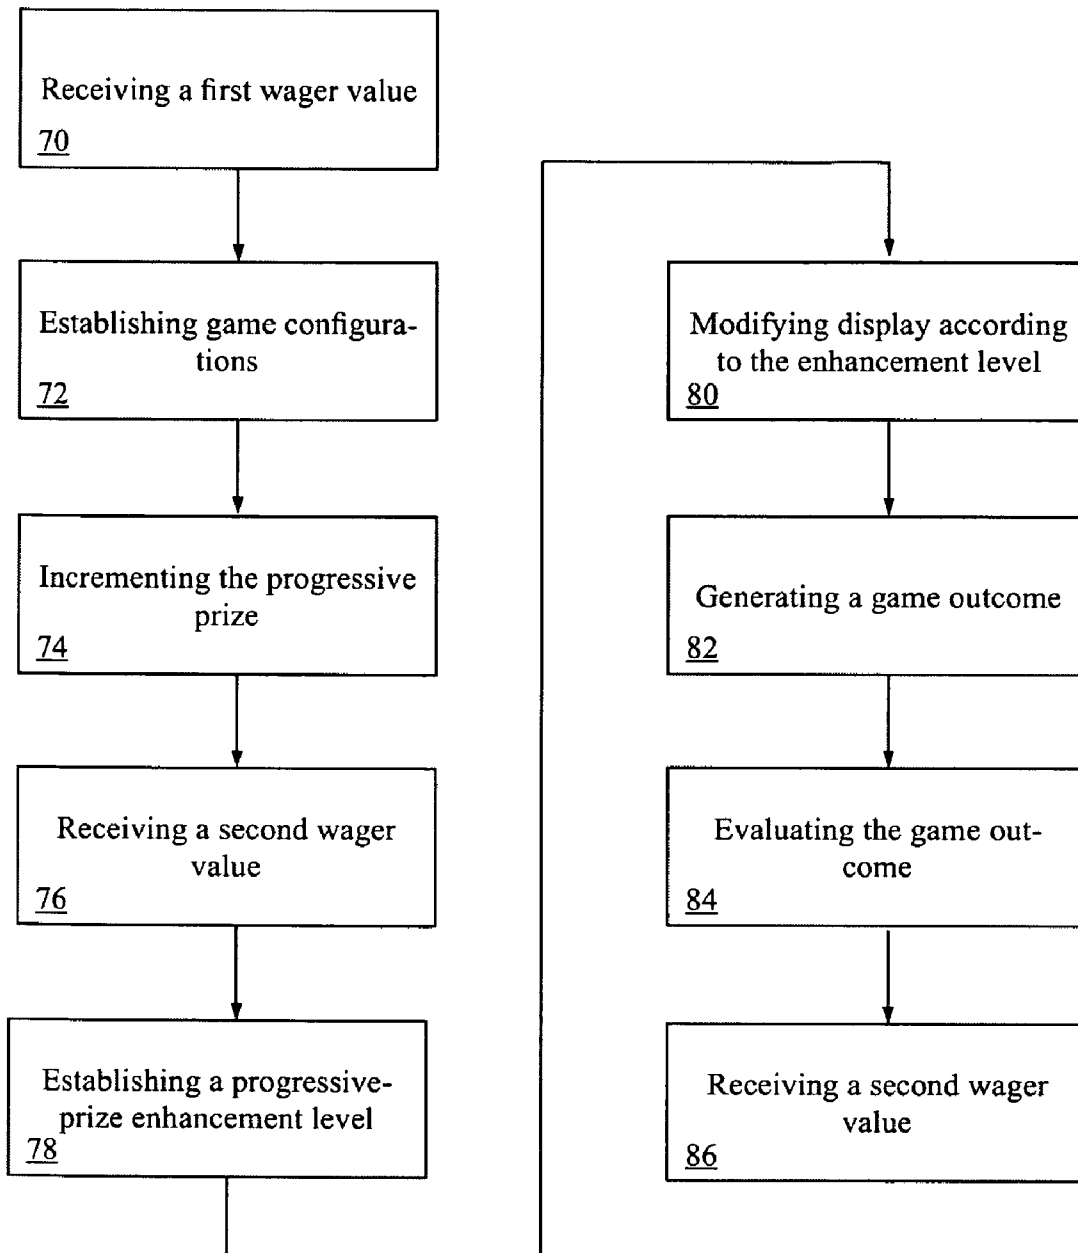 Receiving a first wager value
70
Establishing game configura-
tions
72
Incrementing the progressive
prize
74
Receiving a second wager
value
76
Establishing a progressive-
prize enhancement level
78
Modifying display according
to the enhancement level
80
Generating a game outcome
82
Evaluating the game out-
come
84
Receiving a second wager
value
86